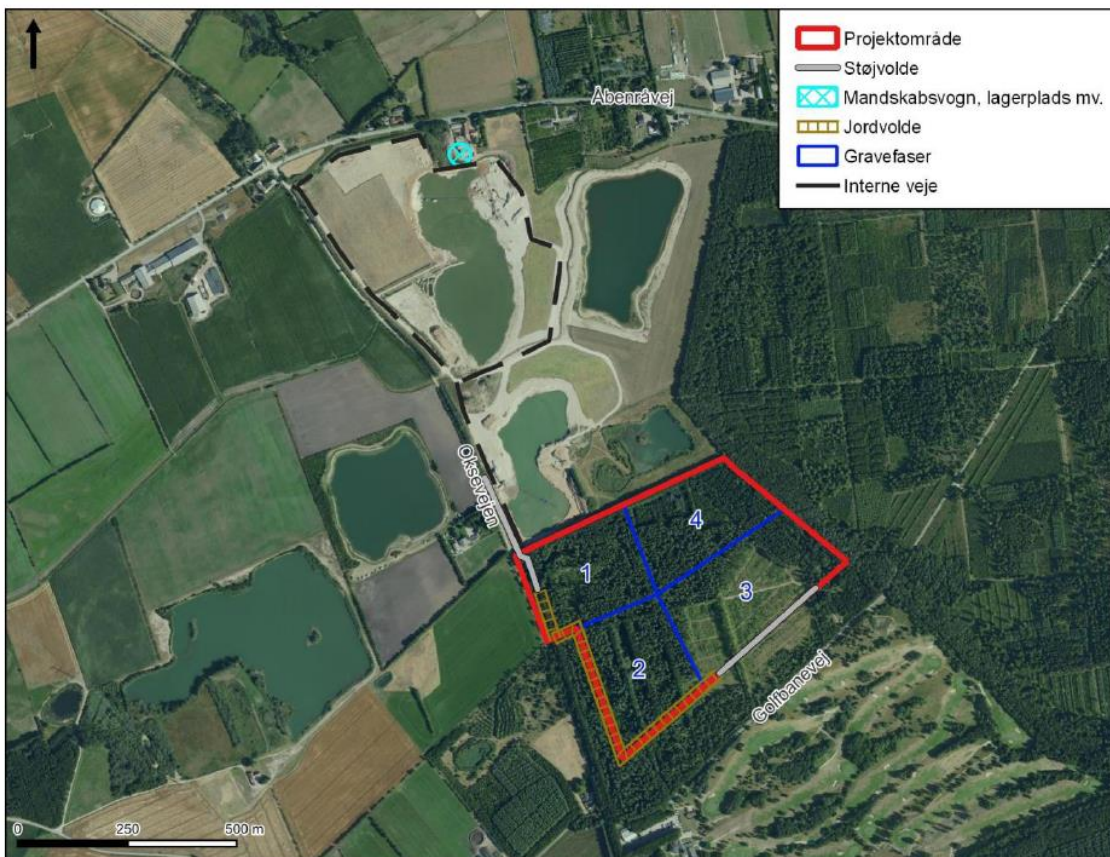 Projektområde
Støjvolde
Mandskabsvogn, lagerplads mv.
Jordvolde
Gravefaser
Interne veje
Åbenråvej
Oksevejen
4
1
3
2
Golfbanevej
0 250 500 m